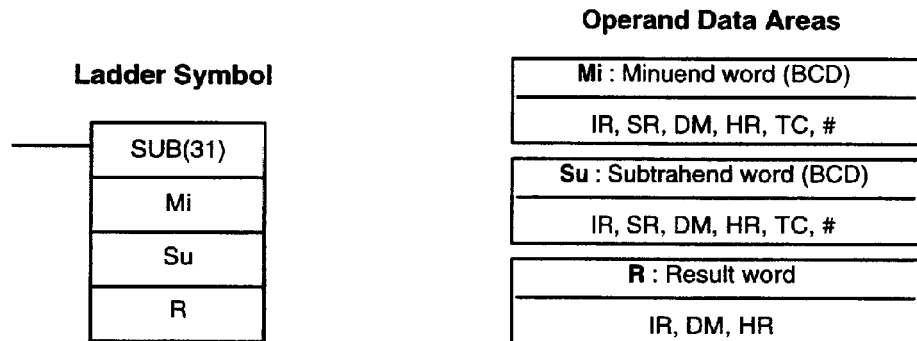 Ladder Symbol
SUB(31)
Mi
Su
R
Operand Data Areas
Mi : Minuend word (BCD)
IR, SR, DM, HR, TC, #
Su : Subtrahend word (BCD)
IR, SR, DM, HR, TC, #
R : Result word
IR, DM, HR